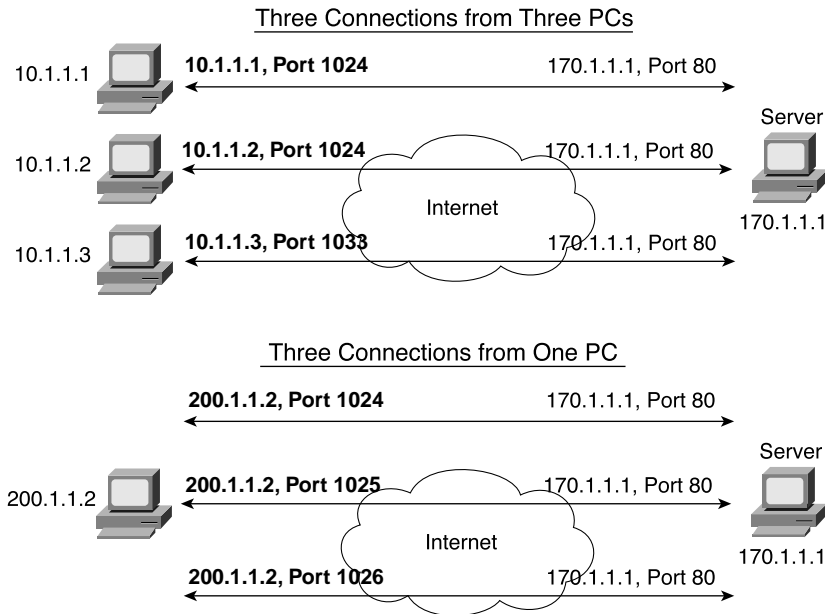 Three Connections from Three PCs
10.1.1.1
10.1.1.1, Port 1024
170.1.1.1, Port 80
Server
10.1.1.2
10.1.1.2, Port 1024
170.1.1.1, Port 80
Internet
170.1.1.1
10.1.1.3
10.1.1.3, Port 1033
170.1.1.1, Port 80
Three Connections from One PC
200.1.1.2, Port 1024
170.1.1.1, Port 80
Server
200.1.1.2
200.1.1.2, Port 1025
170.1.1.1, Port 80
Internet
170.1.1.1
200.1.1.2, Port 1026
170.1.1.1, Port 80